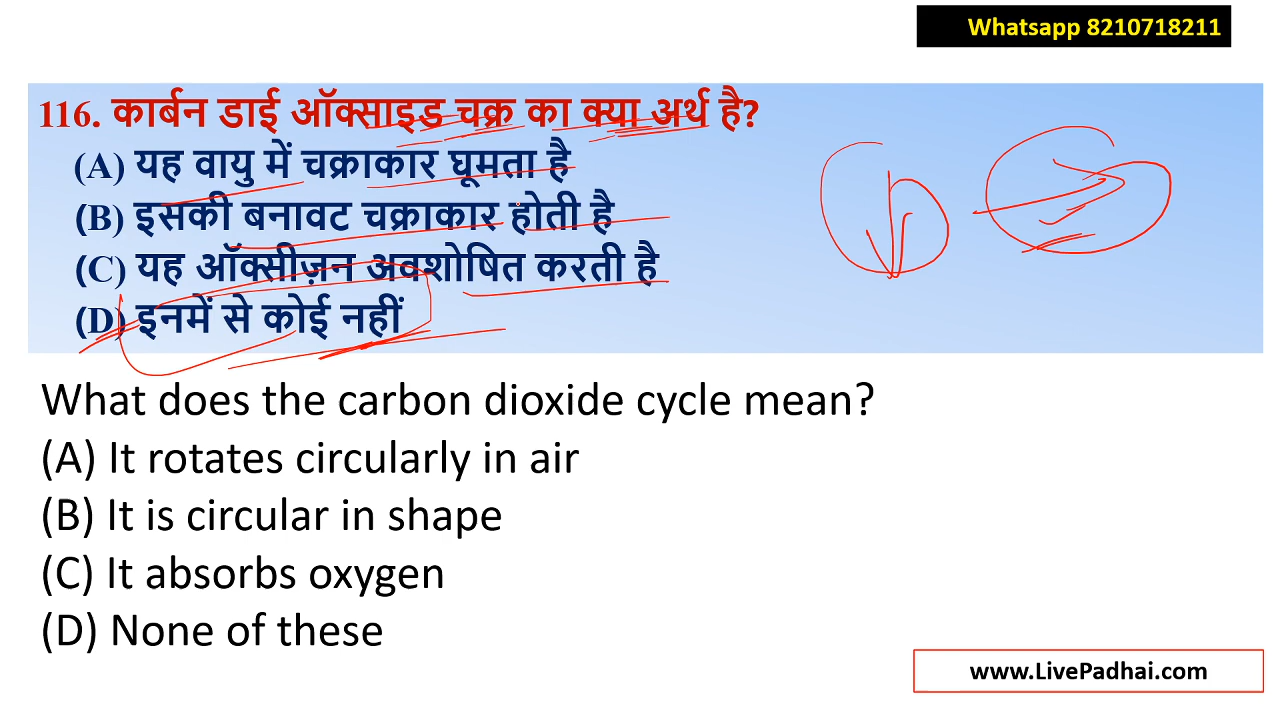 Whatsapp 8210718211
116. कार्बन डाई ऑक्साइड चक्र का क्या अर्थ है?
(A) यह वायु में चक्राकार घूमता है
(B) इसकी बनावट चक्राकार होती है
(C) यह ऑक्सीज़न अवशोषित करती है
(D) इनमें से कोई नहीं
What does the carbon dioxide cycle mean?
(A) It rotates circularly in air
(B) It is circular in shape
(C) It absorbs oxygen
(D) None of these
www.LivePadhai.com